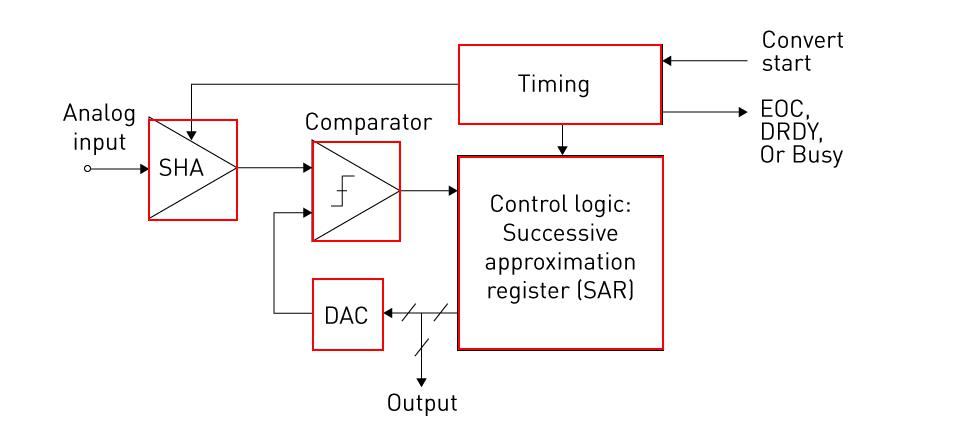 Convert
start
Timing
Analog
input
Comparator
EOC,
DRDY,
Or Busy
SHA
Control logic:
Successive
approximation
register (SAR)
DAC
Output